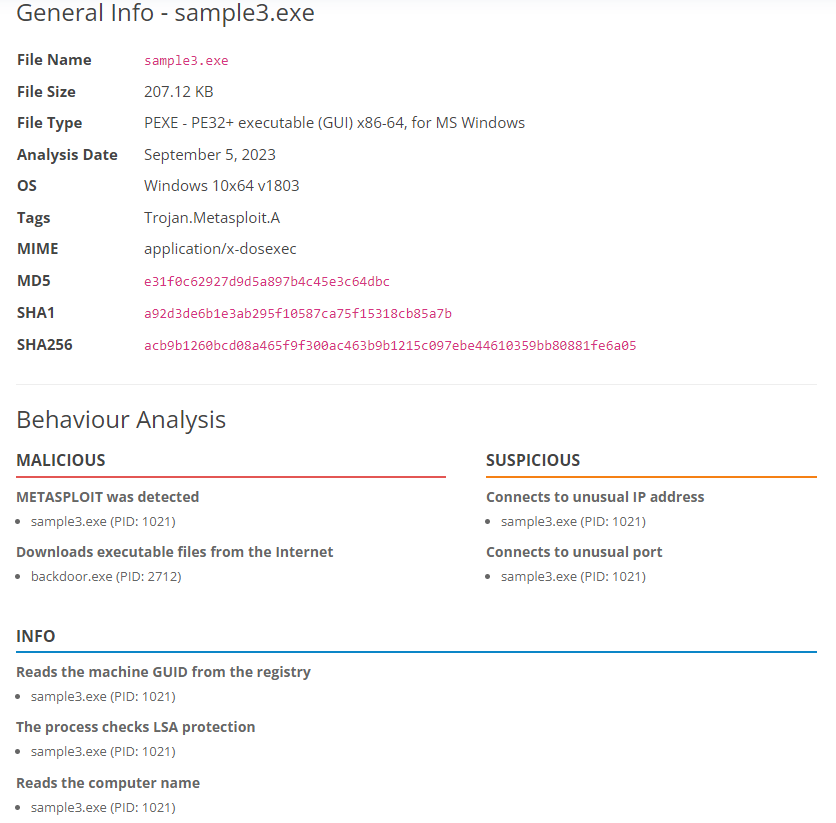 General Info - sample3.exe
File Name sample3.exe
File Size 207.12 KB
File Type PEXE - PE32+ executable (GUI) x86-64, for MS Windows
Analysis Date September 5, 2023
OS Windows 10x64 v1803
Tags Trojan.Metasploit.A
MIME application/x-dosexec
MD5 e31f0c62927d9d5a897b4c45e3c64dbc
SHA1 a92d3de6b1e3ab295f10587ca75f15318cb85a7b
SHA256 acb9b1260bcd08a465f9f300ac463b9b1215c097ebe44610359bb80881fe6a05
Behaviour Analysis
MALICIOUS
METASPLOIT was detected
• sample3.exe (PID: 1021)
Downloads executable files from the Internet
• backdoor.exe (PID: 2712)
SUSPICIOUS
Connects to unusual IP address
• sample3.exe (PID: 1021)
Connects to unusual port
• sample3.exe (PID: 1021)
INFO
Reads the machine GUID from the registry
• sample3.exe (PID: 1021)
The process checks LSA protection
• sample3.exe (PID: 1021)
Reads the computer name
• sample3.exe (PID: 1021)